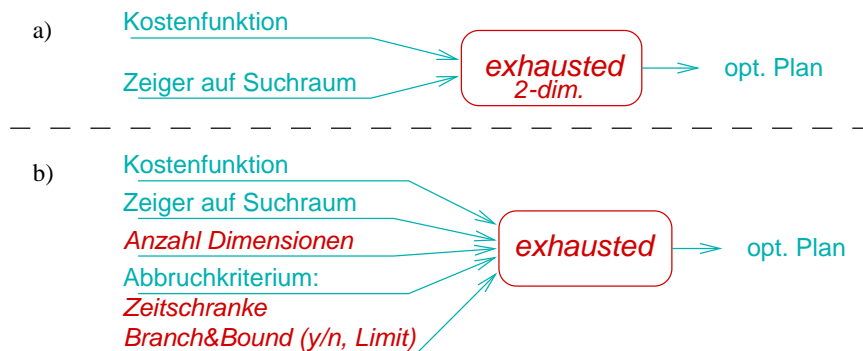 a)
Kostenfunktion
Zeiger auf Suchraum
exhausted
2-dim.
opt. Plan
b)
Kostenfunktion
Zeiger auf Suchraum
Anzahl Dimensionen
Abbruchkriterium:
Zeitschranke
Branch&Bound (y/n, Limit)
exhausted
opt. Plan